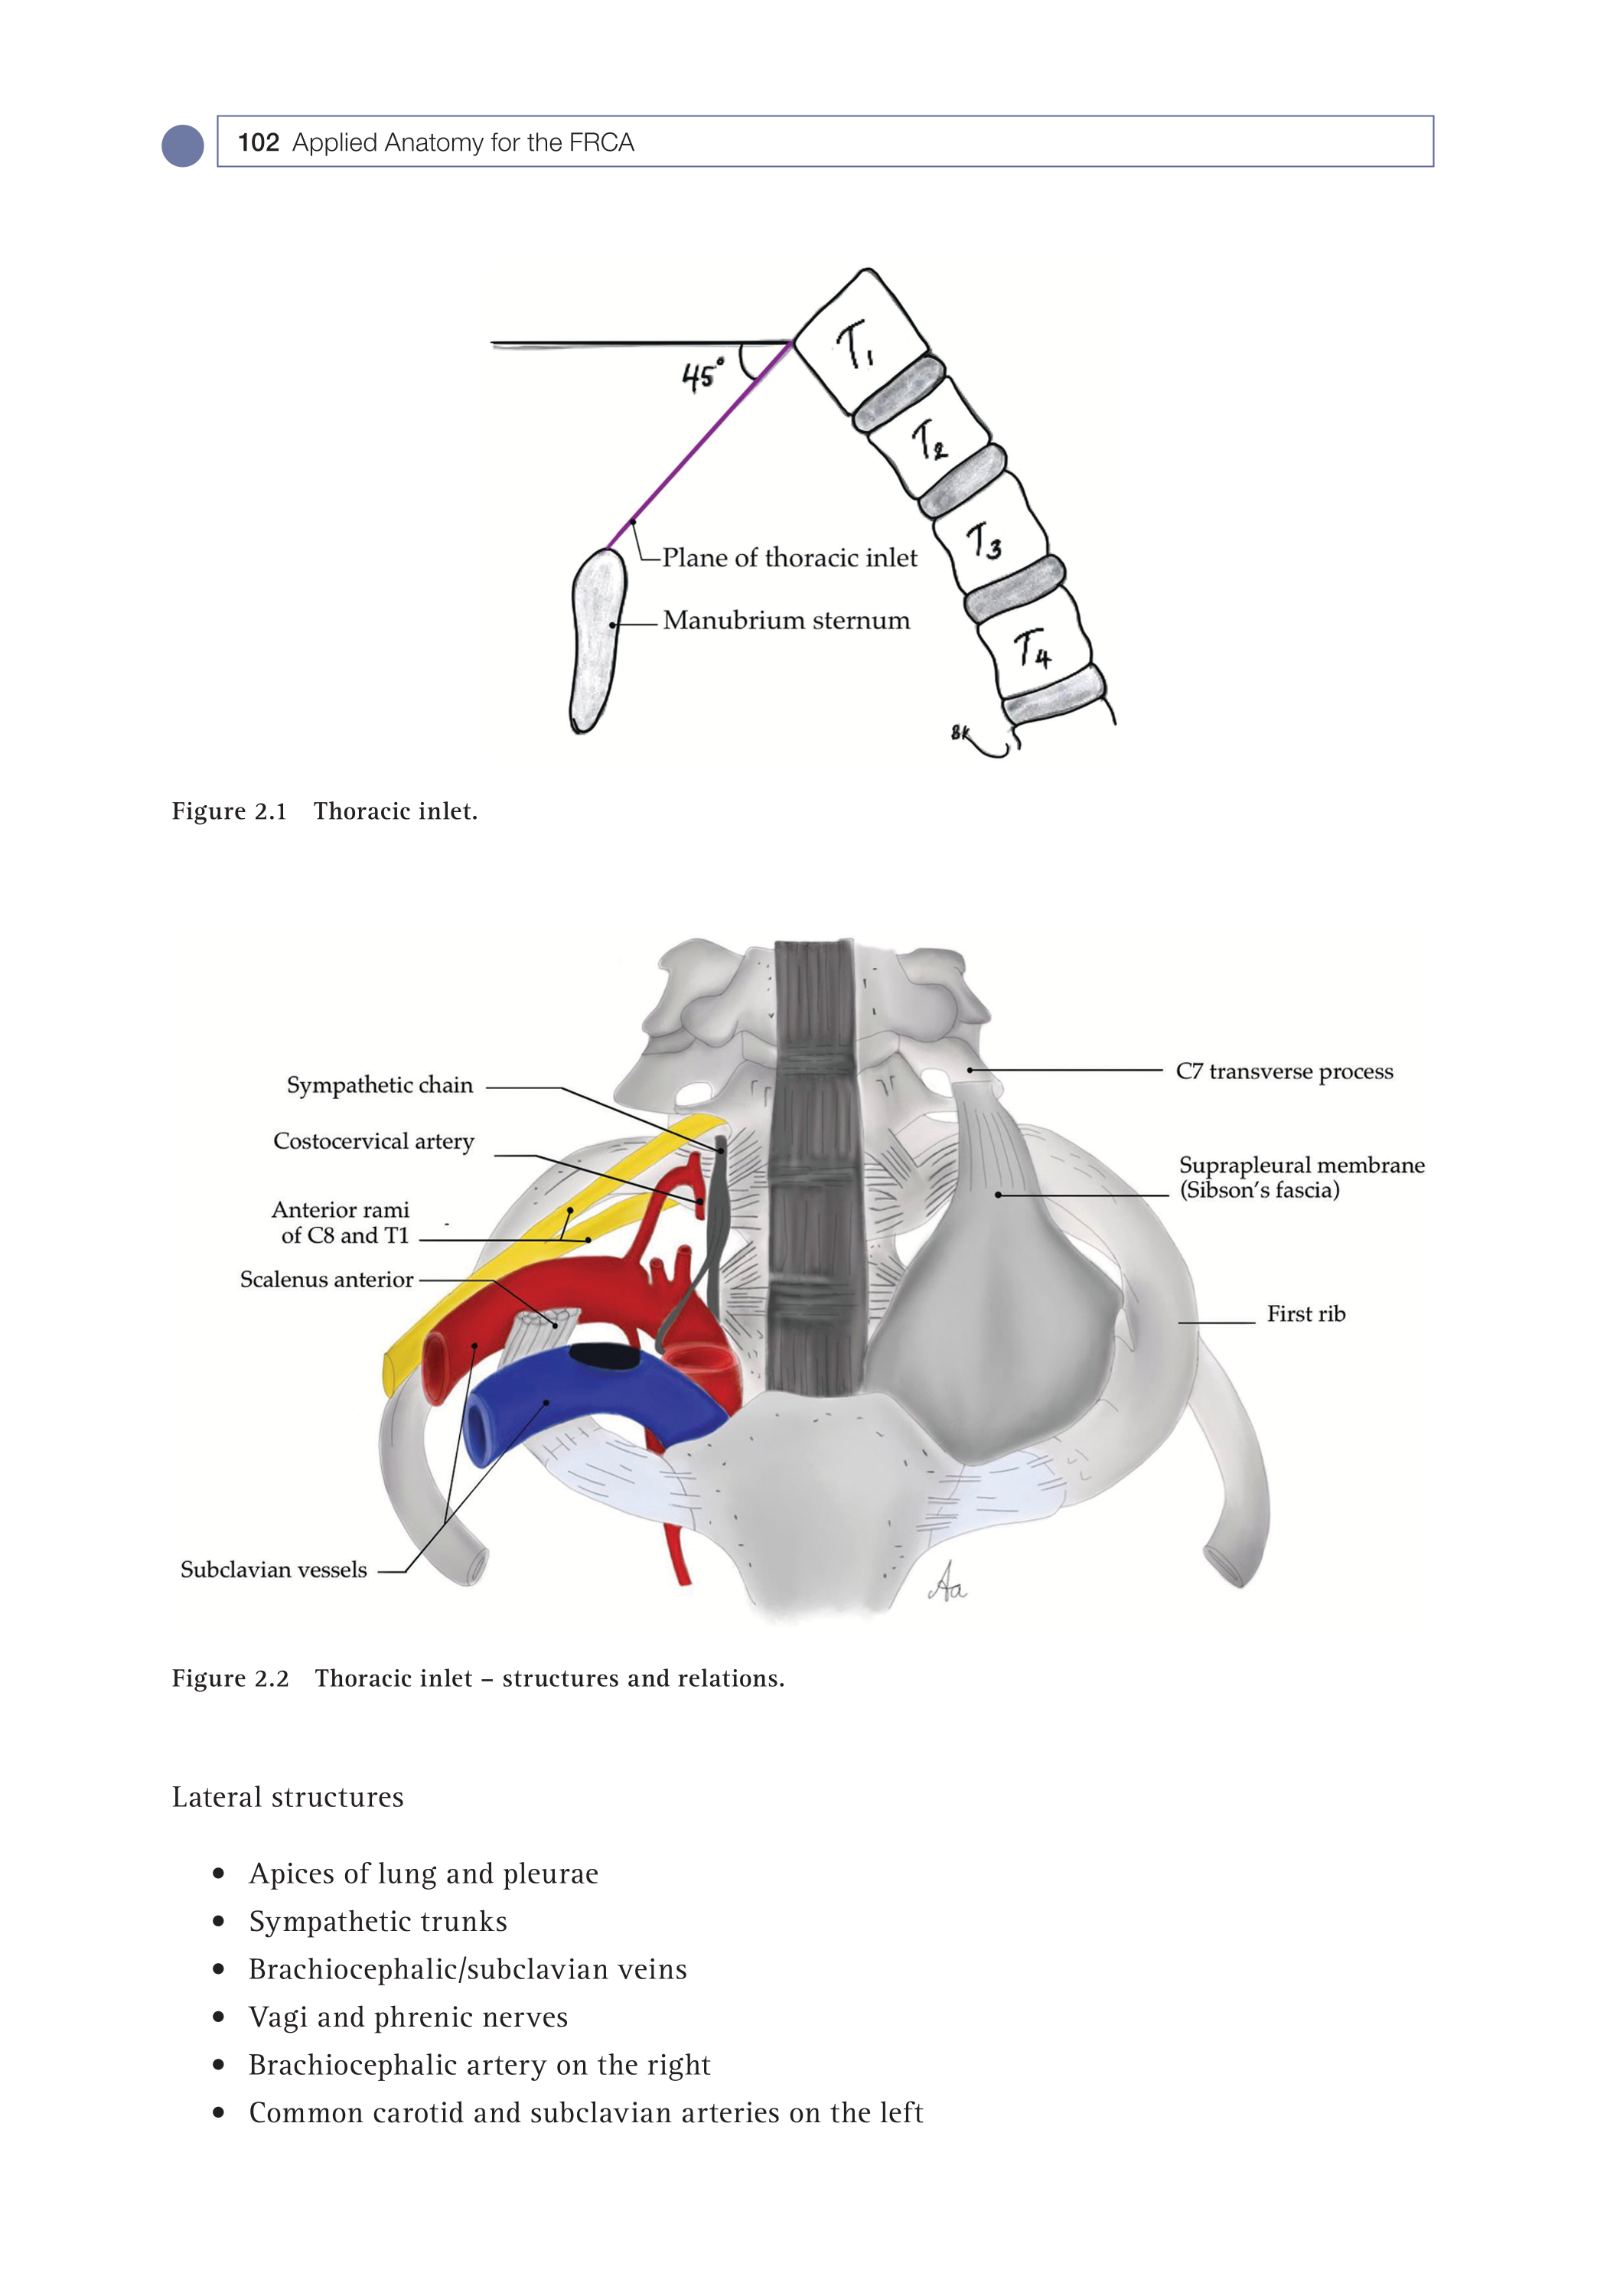 102 Applied Anatomy for the FRCA
45°
T1
T2
T3
T4
Plane of thoracic inlet
Manubrium sternum
BK
Figure 2.1 Thoracic inlet.
Sympathetic chain
Costocervical artery
Anterior rami
of C8 and T1
Scalenus anterior
Subclavian vessels
C7 transverse process
Suprapleural membrane
(Sibson's fascia)
First rib
Aa
Figure 2.2 Thoracic inlet – structures and relations.
Lateral structures
• Apices of lung and pleurae
• Sympathetic trunks
• Brachiocephalic/subclavian veins
• Vagi and phrenic nerves
• Brachiocephalic artery on the right
• Common carotid and subclavian arteries on the left